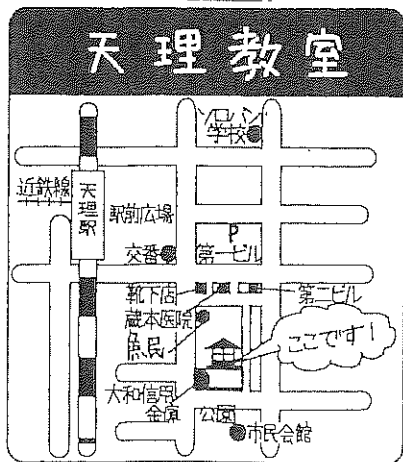 天理教室
ソロバン
学校
近鉄線
天理駅
駅前広場
P
交番
第一ビル
靴下店
第二ビル
蔵本医院
魚民
ここです!
大和信用
金庫
公園
市民会館